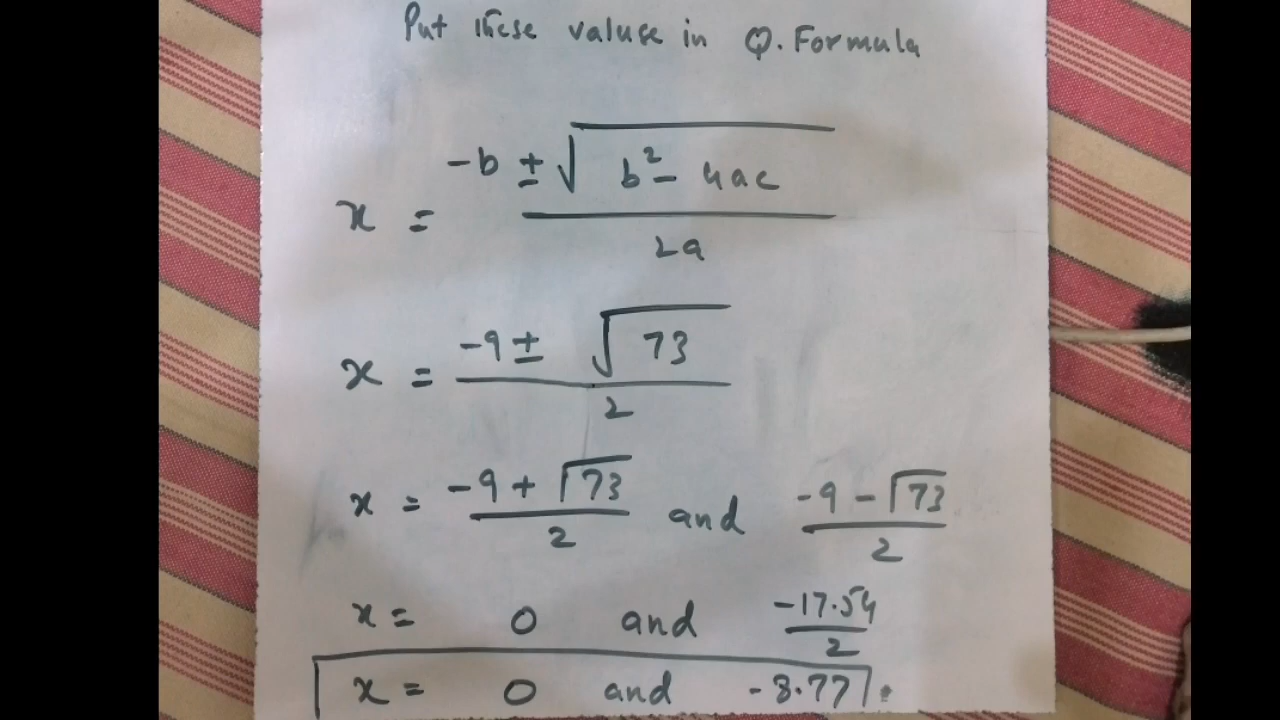 Put these valuse in Q. Formula
x = -b ± √ b² - 4ac / 2a
x = -9 ± √ 73 / 2
x = -9 + √73 / 2 and -9 - √73 / 2
x = 0 and -17.54 / 2
x = 0 and -8.77